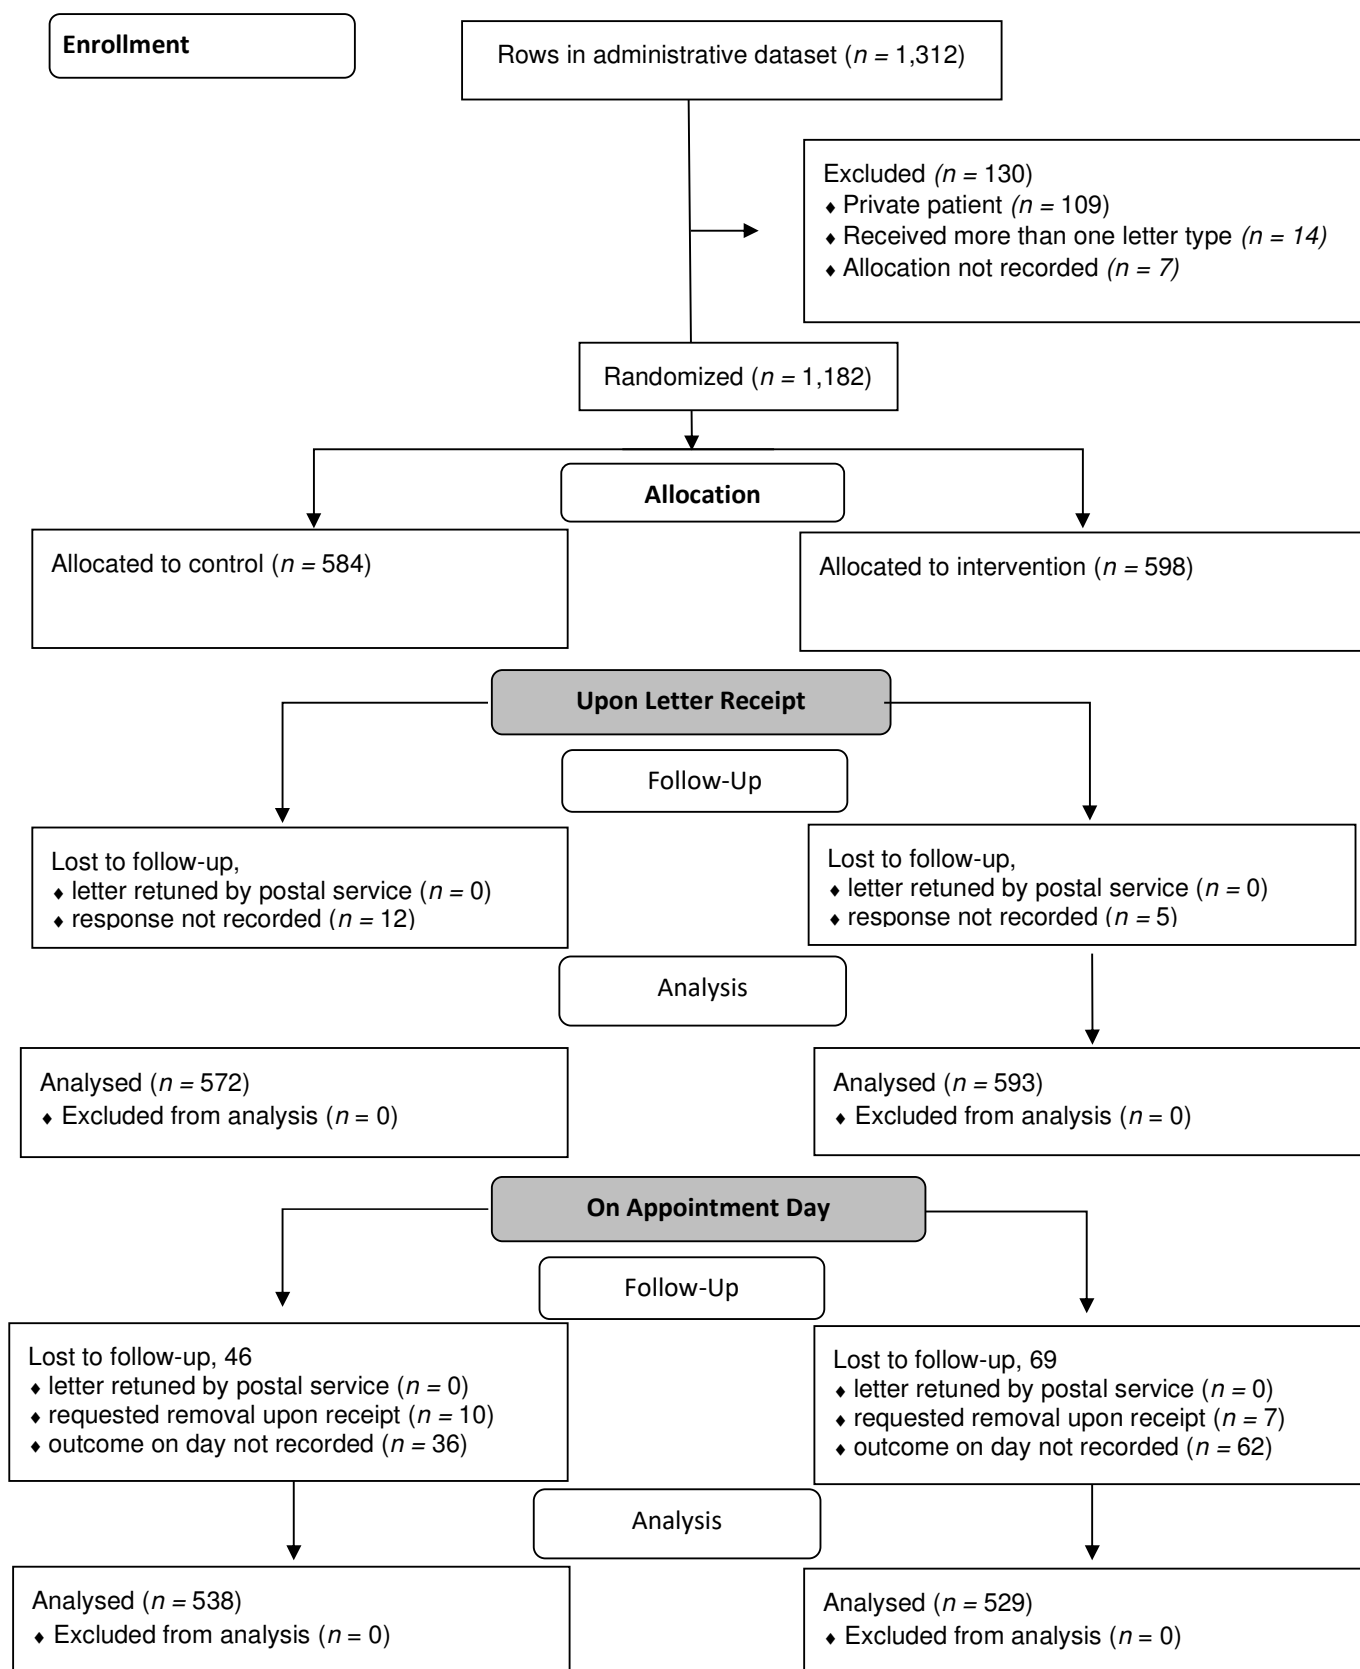 Enrollment
Rows in administrative dataset (n = 1,312)
Excluded (n = 130)
♦ Private patient (n = 109)
♦ Received more than one letter type (n = 14)
♦ Allocation not recorded (n = 7)
Randomized (n = 1,182)
Allocation
Allocated to control (n = 584)
Allocated to intervention (n = 598)
Upon Letter Receipt
Follow-Up
Lost to follow-up,
♦ letter retuned by postal service (n = 0)
♦ response not recorded (n = 12)
Lost to follow-up,
♦ letter retuned by postal service (n = 0)
♦ response not recorded (n = 5)
Analysis
Analysed (n = 572)
♦ Excluded from analysis (n = 0)
Analysed (n = 593)
♦ Excluded from analysis (n = 0)
On Appointment Day
Follow-Up
Lost to follow-up, 46
♦ letter retuned by postal service (n = 0)
♦ requested removal upon receipt (n = 10)
♦ outcome on day not recorded (n = 36)
Lost to follow-up, 69
♦ letter retuned by postal service (n = 0)
♦ requested removal upon receipt (n = 7)
♦ outcome on day not recorded (n = 62)
Analysis
Analysed (n = 538)
♦ Excluded from analysis (n = 0)
Analysed (n = 529)
♦ Excluded from analysis (n = 0)